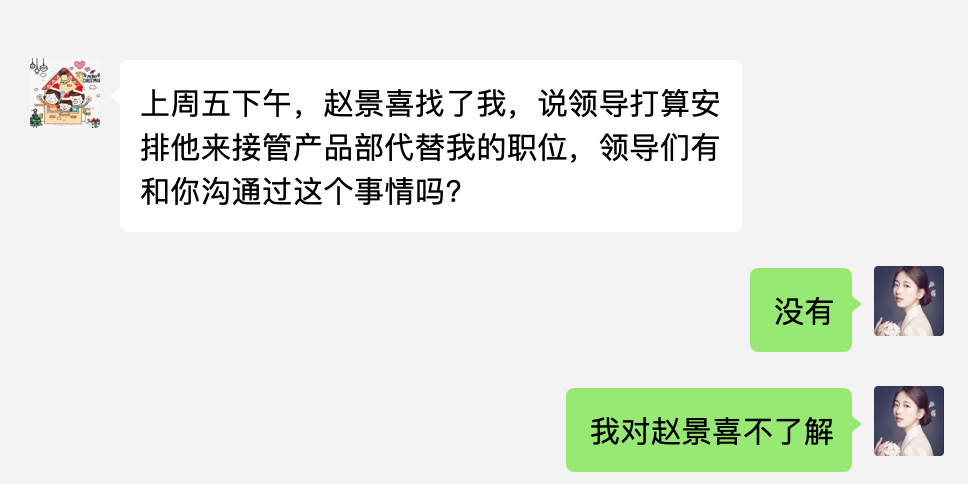 上周五下午，赵景喜找了我，说领导打算安
排他来接管产品部代替我的职位，领导们有
和你沟通过这个事情吗？
没有
我对赵景喜不了解